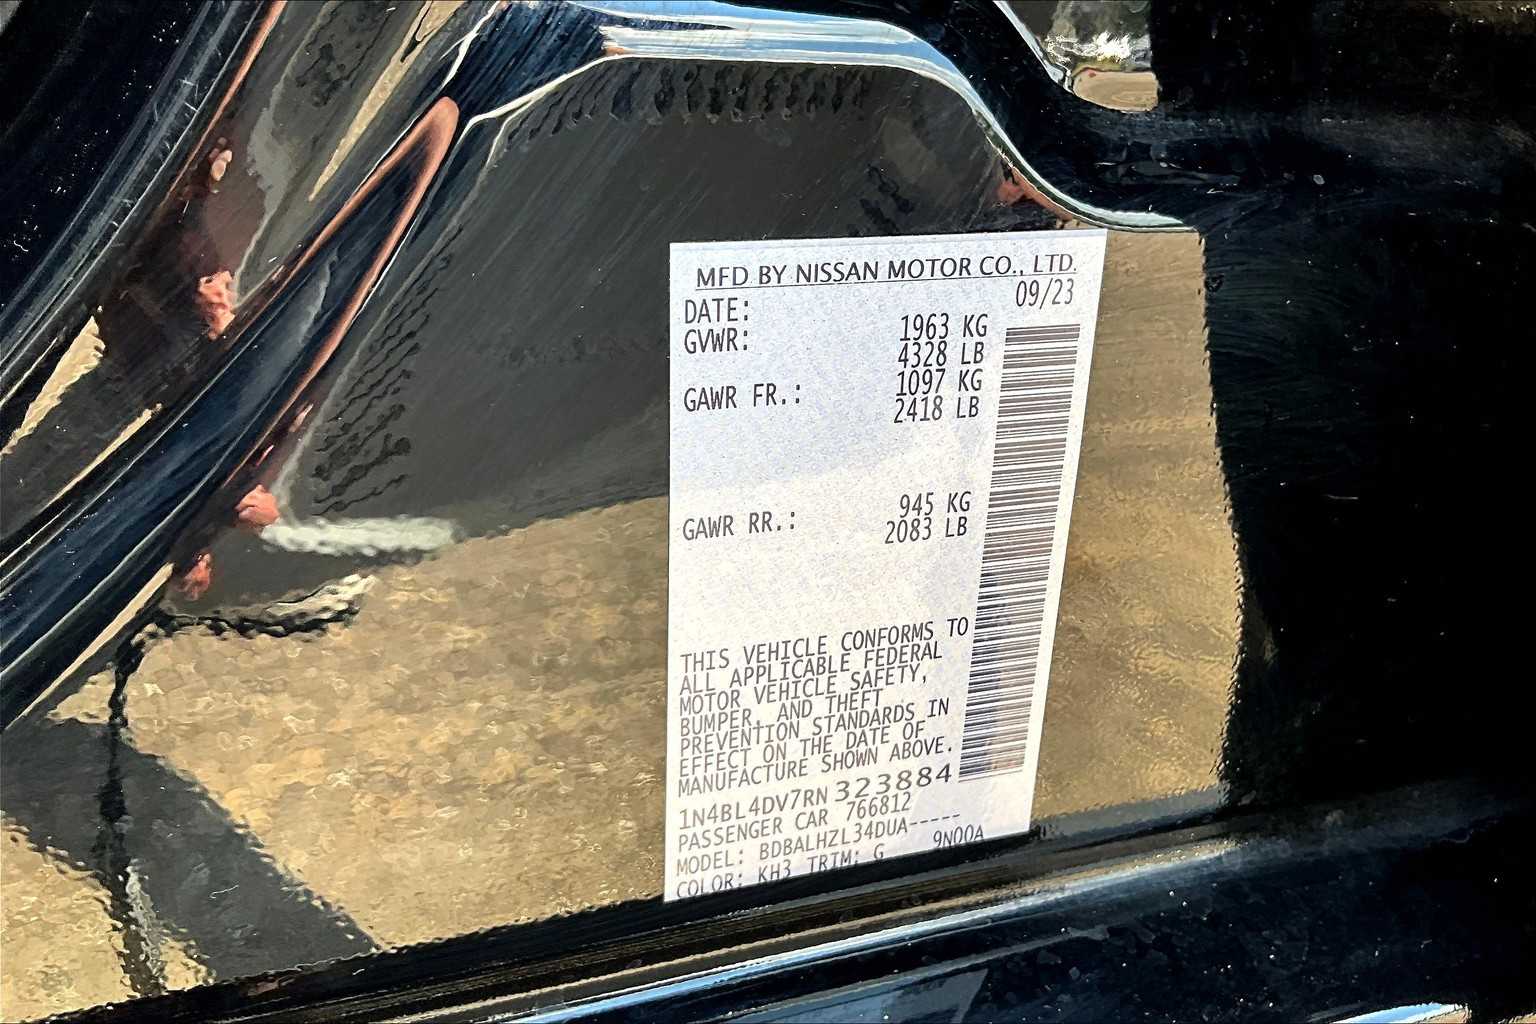 MFD BY NISSAN MOTOR CO., LTD.
DATE: 09/23
GVWR: 1963 KG
4328 LB
GAWR FR.: 1097 KG
2418 LB
GAWR RR.: 945 KG
2083 LB
THIS VEHICLE CONFORMS TO
ALL APPLICABLE FEDERAL
MOTOR VEHICLE SAFETY,
BUMPER, AND THEFT
PREVENTION STANDARDS IN
EFFECT ON THE DATE OF
MANUFACTURE SHOWN ABOVE.
1N4BL4DV7RN 323884
PASSENGER CAR 766812
MODEL: BDBALHZL34DUA-----
COLOR: KH3 TRIM: G 9N00A